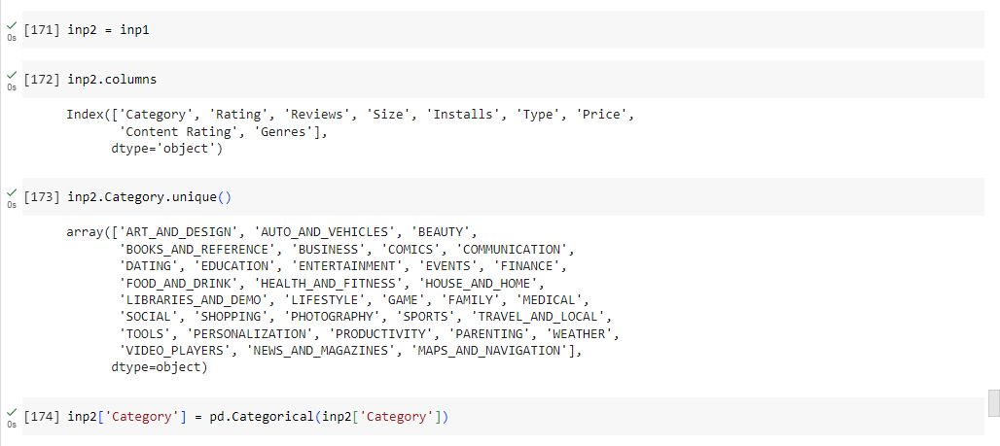 [171] inp2 = inp1
0s
[172] inp2.columns
0s
Index(['Category', 'Rating', 'Reviews', 'Size', 'Installs', 'Type', 'Price',
'Content Rating', 'Genres'],
dtype='object')
[173] inp2.Category.unique()
0s
array(['ART_AND_DESIGN', 'AUTO_AND_VEHICLES', 'BEAUTY',
'BOOKS_AND_REFERENCE', 'BUSINESS', 'COMICS', 'COMMUNICATION',
'DATING', 'EDUCATION', 'ENTERTAINMENT', 'EVENTS', 'FINANCE',
'FOOD_AND_DRINK', 'HEALTH_AND_FITNESS', 'HOUSE_AND_HOME',
'LIBRARIES_AND_DEMO', 'LIFESTYLE', 'GAME', 'FAMILY', 'MEDICAL',
'SOCIAL', 'SHOPPING', 'PHOTOGRAPHY', 'SPORTS', 'TRAVEL_AND_LOCAL',
'TOOLS', 'PERSONALIZATION', 'PRODUCTIVITY', 'PARENTING', 'WEATHER',
'VIDEO_PLAYERS', 'NEWS_AND_MAGAZINES', 'MAPS_AND_NAVIGATION'],
dtype=object)
[174] inp2['Category'] = pd.Categorical(inp2['Category'])
0s